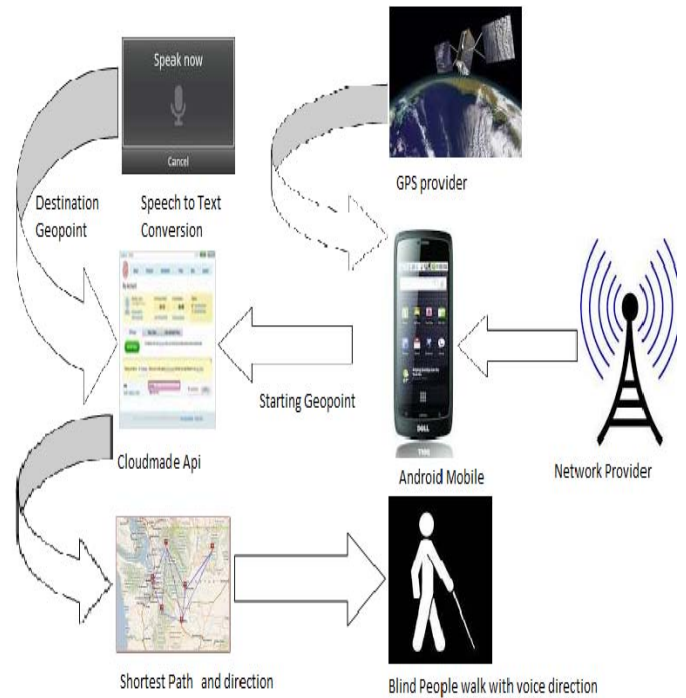 Speak now
Cancel
GPS provider
Destination
Geopoint
Speech to Text
Conversion
Starting Geopoint
DELL
Cloudmade Api
Android Mobile
Network Provider
Shortest Path and direction
Blind People walk with voice direction